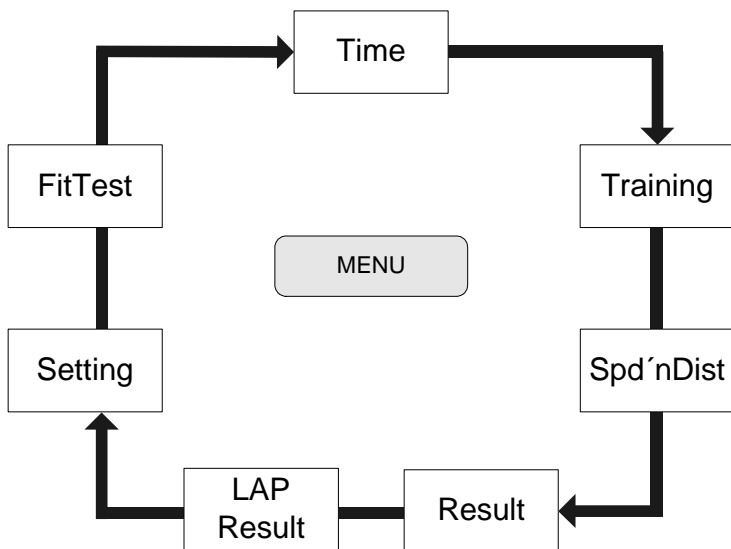 Time
FitTest
Training
MENU
Setting
Spd´nDist
LAP
Result
Result